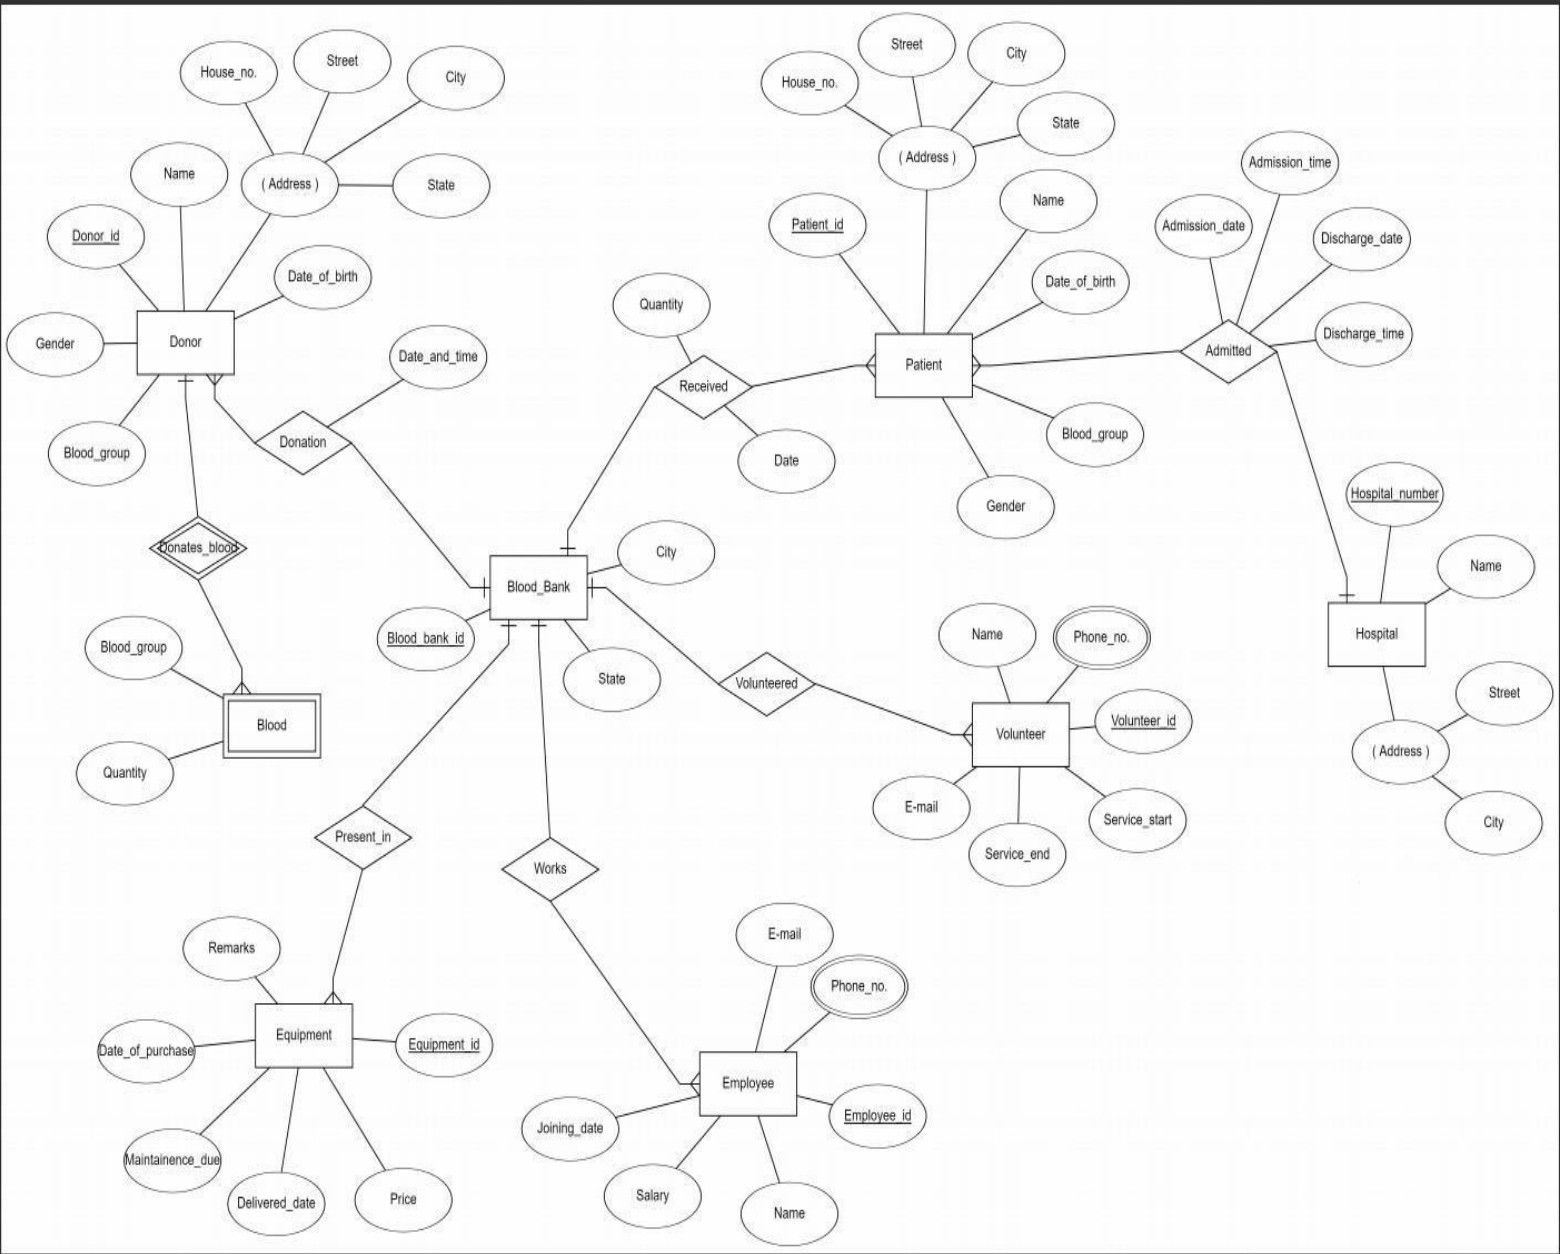 House_no.
Street
City
Name
( Address )
State
Donor_id
Date_of_birth
Gender
Donor
Blood_group
Date_and_time
Donation
Donates_blood
Blood_group
Blood
Quantity
Street
City
House_no.
State
( Address )
Name
Patient_id
Date_of_birth
Quantity
Received
Patient
Date
Blood_group
Gender
Admission_time
Admission_date
Discharge_date
Discharge_time
Admitted
Hospital_number
Name
Hospital
Street
( Address )
City
City
Blood_Bank
Blood_bank_id
State
Volunteered
Name
Phone_no.
Volunteer_id
Volunteer
E-mail
Service_start
Service_end
Present_in
Works
Remarks
Equipment
Equipment_id
Date_of_purchase
Maintainence_due
Delivered_date
Price
E-mail
Phone_no.
Employee
Employee_id
Joining_date
Salary
Name